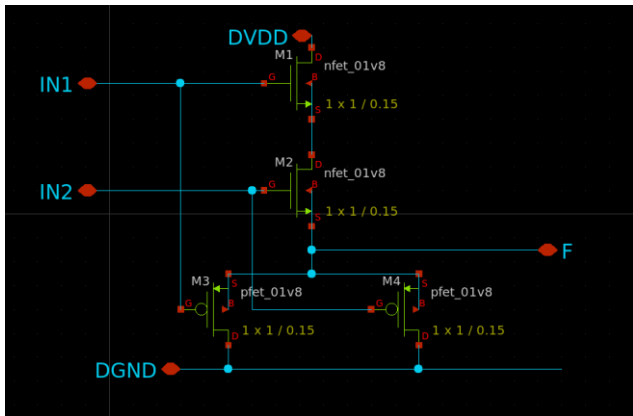 DVDD
D
M1
nfet_01v8
IN1
G
B
1 x 1 / 0.15
S
D
M2
nfet_01v8
IN2
G
B
1 x 1 / 0.15
S
F
M3
S
M4
S
pfet_01v8
pfet_01v8
G
B
G
B
1 x 1 / 0.15
1 x 1 / 0.15
D
D
DGND